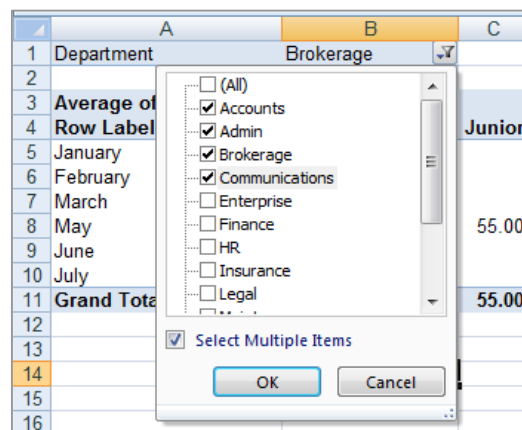 A B C
1 Department Brokerage
2 (All)
3 Average of Accounts
4 Row Label Admin Junior
5 January Brokerage
6 February Communications
7 March Enterprise
8 May Finance 55.00
9 June HR
10 July Insurance
11 Grand Tota Legal 55.00
12
13 Select Multiple Items
14 OK Cancel
15
16